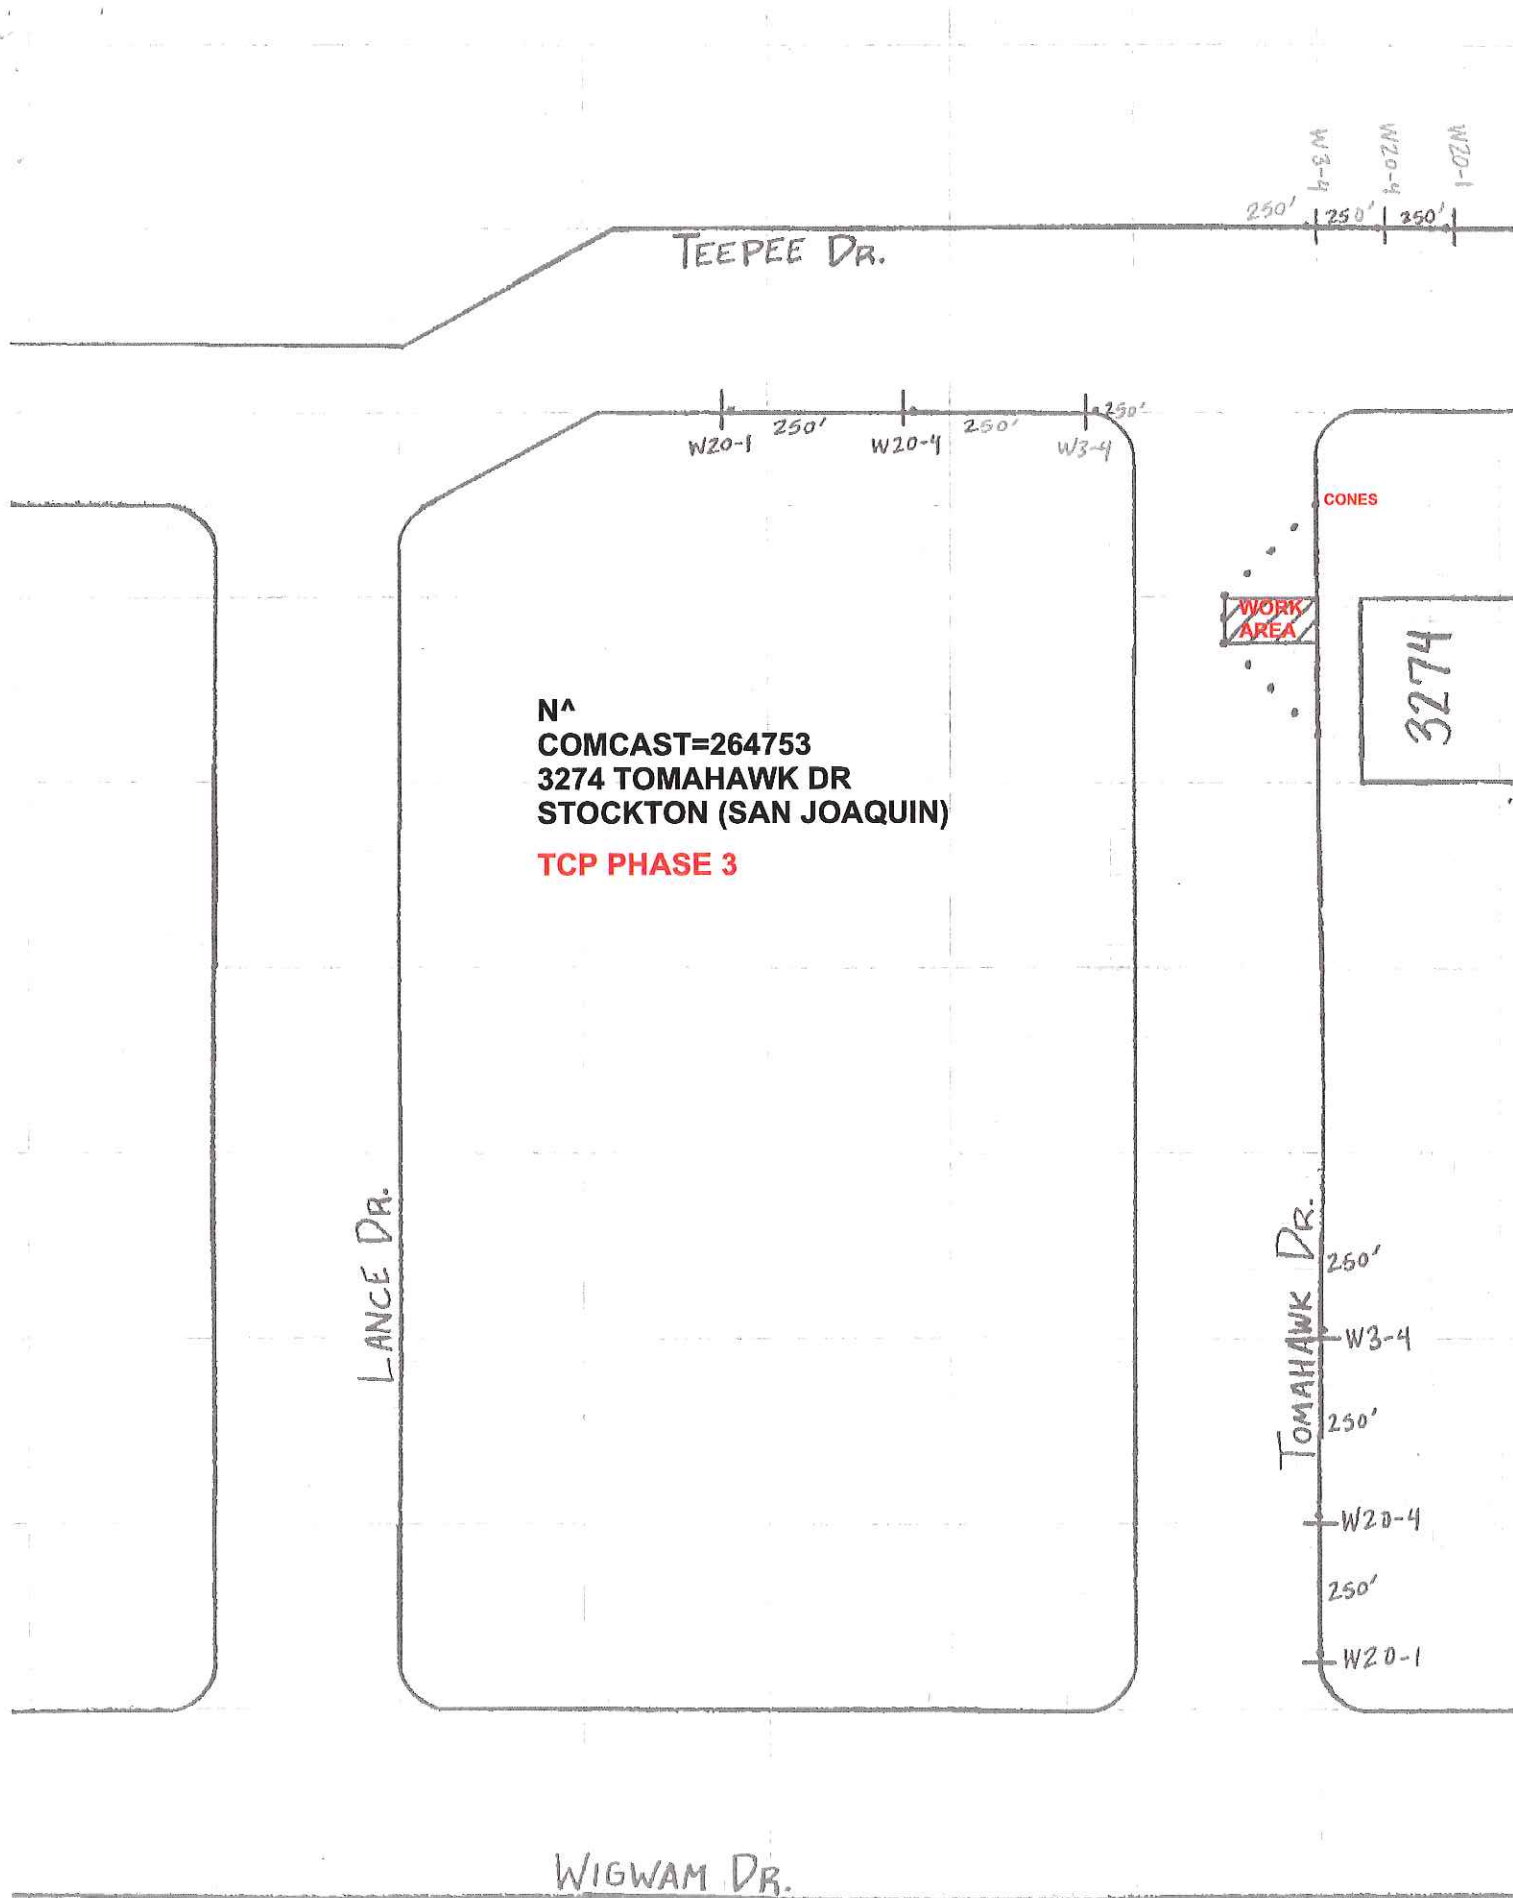 W3-4
W20-4
W20-1
250'
250'
250'
TEEPEE DR.
250'
250'
250'
W20-1
W20-4
W3-4
CONES
WORK
AREA
3274
N^
COMCAST=264753
3274 TOMAHAWK DR
STOCKTON (SAN JOAQUIN)
TCP PHASE 3
LANCE DR.
TOMAHAWK DR.
250'
W3-4
250'
W20-4
250'
W20-1
WIGWAM DR.